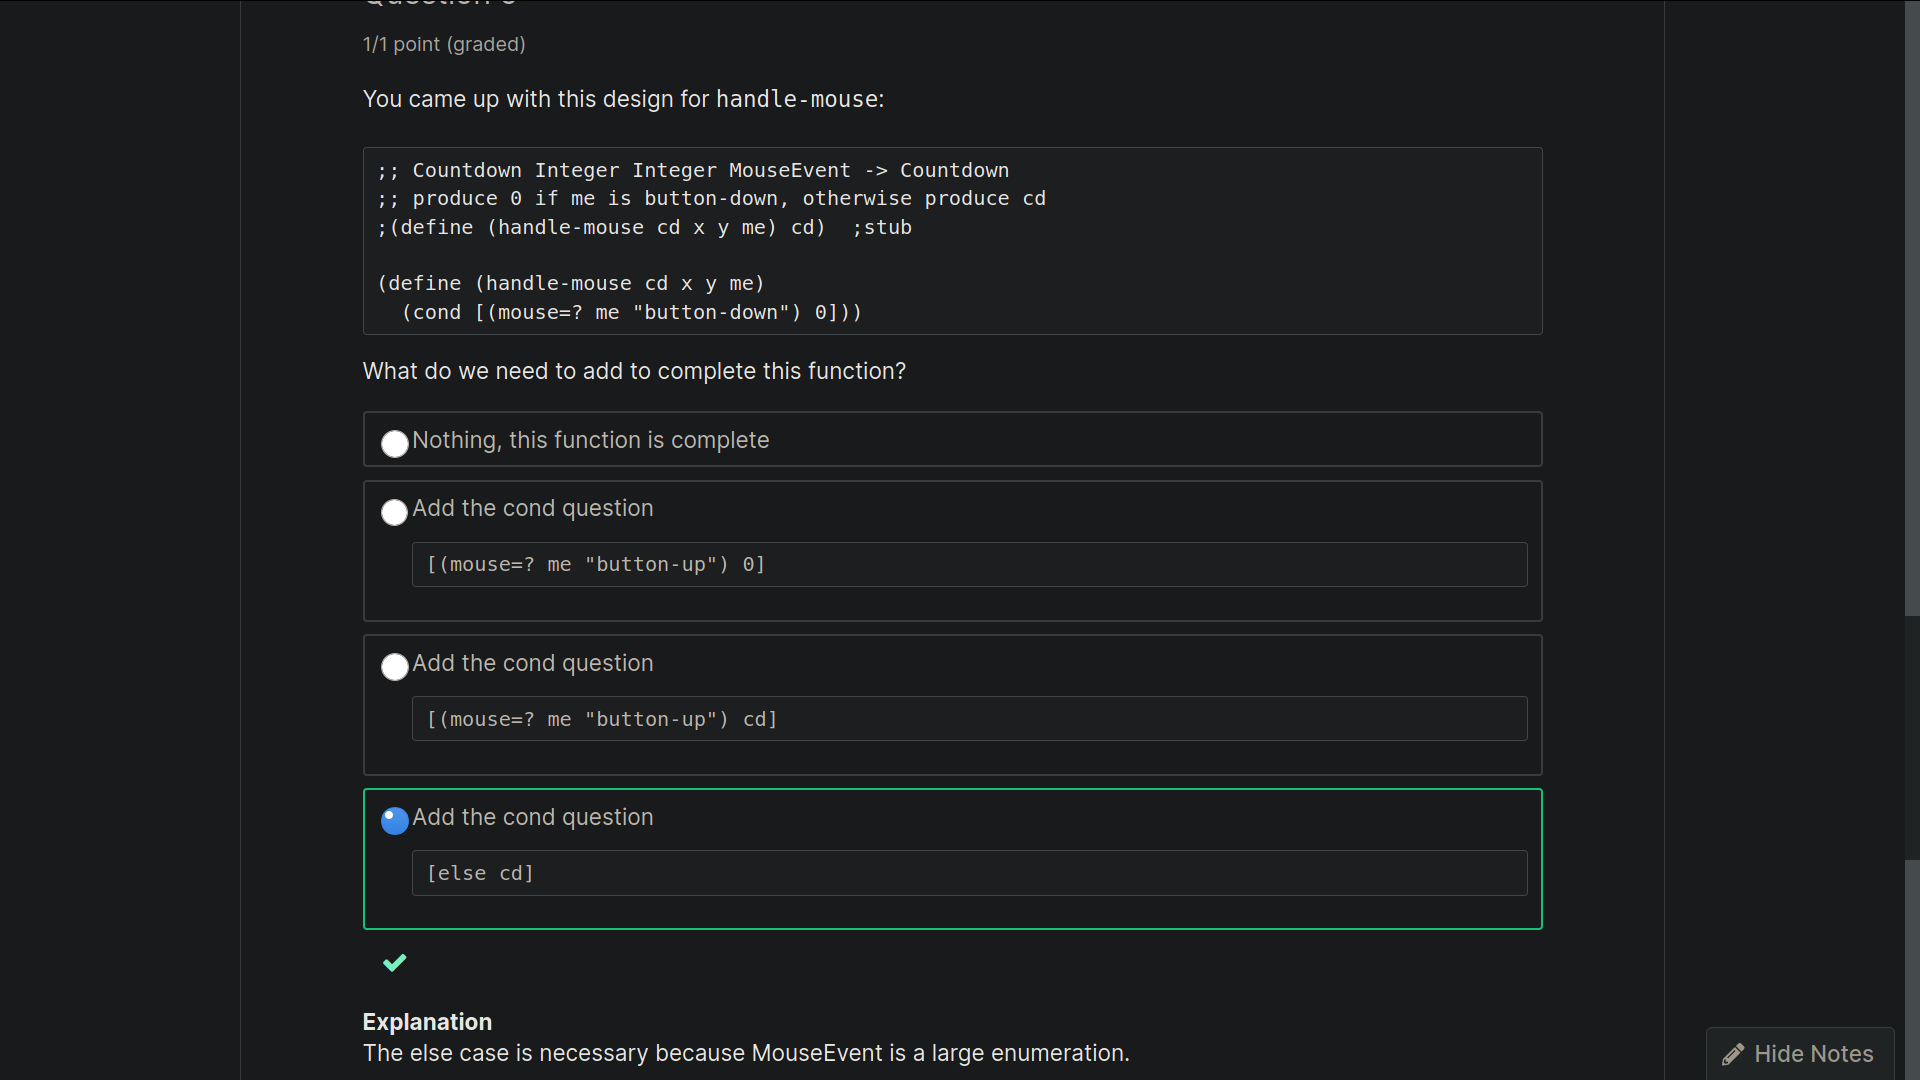 1/1 point (graded)
You came up with this design for handle-mouse:
;; Countdown Integer Integer MouseEvent -> Countdown
;; produce 0 if me is button-down, otherwise produce cd
;(define (handle-mouse cd x y me) cd)  ;stub
(define (handle-mouse cd x y me)
  (cond [(mouse=? me "button-down") 0]))
What do we need to add to complete this function?
Nothing, this function is complete
Add the cond question
[(mouse=? me "button-up") 0]
Add the cond question
[(mouse=? me "button-up") cd]
Add the cond question
[else cd]
Explanation
The else case is necessary because MouseEvent is a large enumeration.
Hide Notes